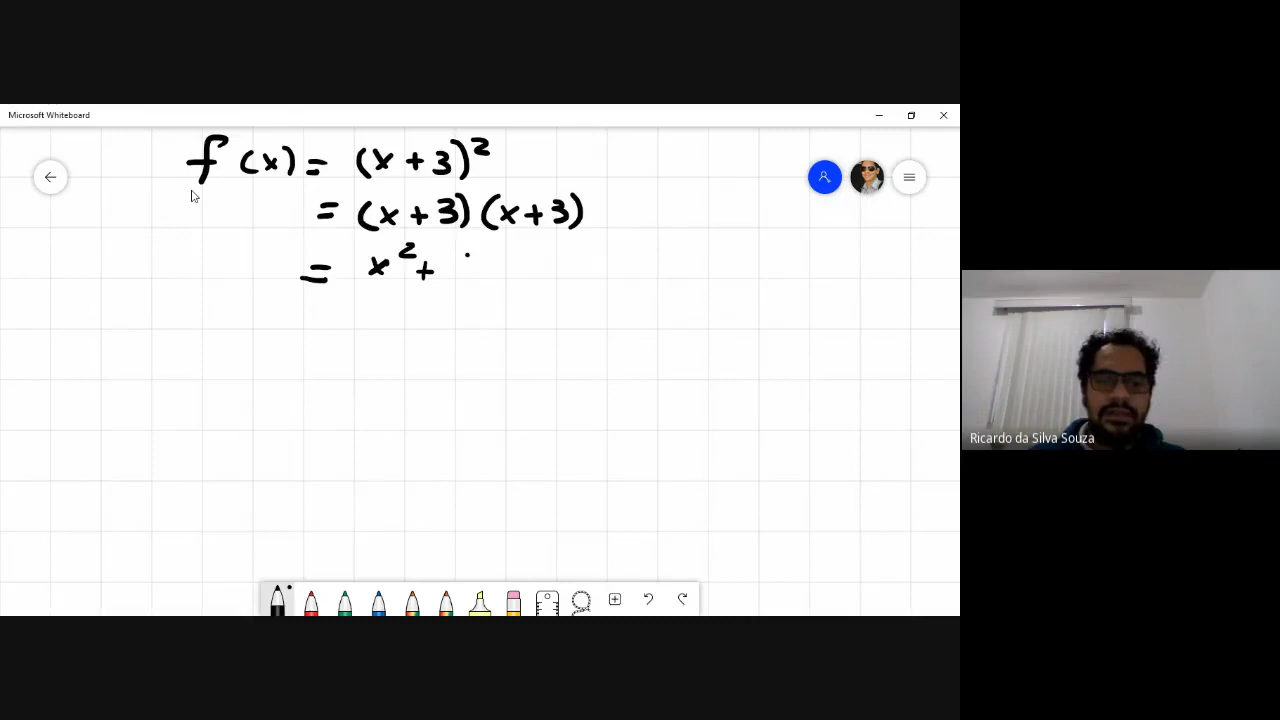 Microsoft Whiteboard
f(x) = (x+3)²
= (x+3)(x+3)
= x² +
Ricardo da Silva Souza